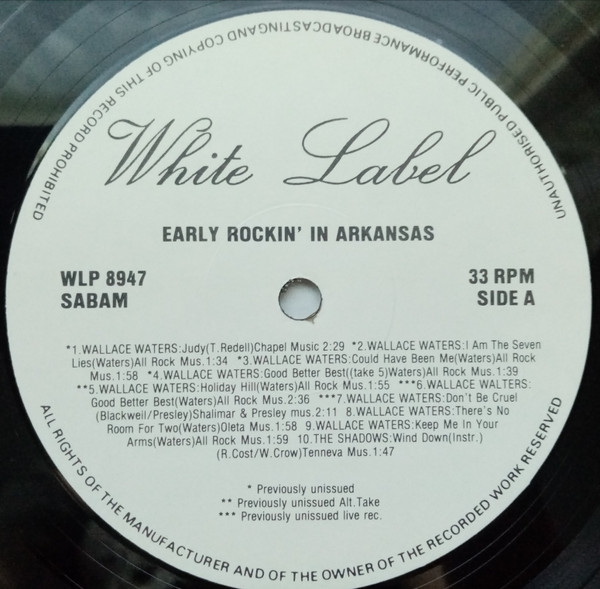 UNAUTHORISED PUBLIC PERFORMANCE BROADCASTING AND COPYING OF THIS RECORD PROHIBITED
White Label
EARLY ROCKIN' IN ARKANSAS
WLP 8947
SABAM
33 RPM
SIDE A
*1.WALLACE WATERS:Judy(T.Redell)Chapel Music 2:29 *2.WALLACE WATERS:I Am The Seven
Lies(Waters)All Rock Mus.1:34 *3.WALLACE WATERS:Could Have Been Me(Waters)All Rock
Mus.1:58 *4.WALLACE WATERS:Good Better Best((take 5)Waters)All Rock Mus.1:39
**5.WALLACE WATERS:Holiday Hill(Waters)All Rock Mus.1:55 ***6.WALLACE WALTERS:
Good Better Best(Waters)All Rock Mus.2:36 ***7.WALLACE WATERS:Don't Be Cruel
(Blackwell/Presley)Shalimar & Presley mus.2:11 8.WALLACE WATERS:There's No
Room For Two(Waters)Oleta Mus.1:58 9.WALLACE WATERS:Keep Me In Your
Arms(Waters)All Rock Mus.1:59 10.THE SHADOWS:Wind Down(Instr.)
(R.Cost/W.Crow)Tenneva Mus.1:47
* Previously unissued
** Previously unissued Alt.Take
*** Previously unissued live rec.
ALL RIGHTS OF THE MANUFACTURER AND OF THE OWNER OF THE RECORDED WORK RESERVED